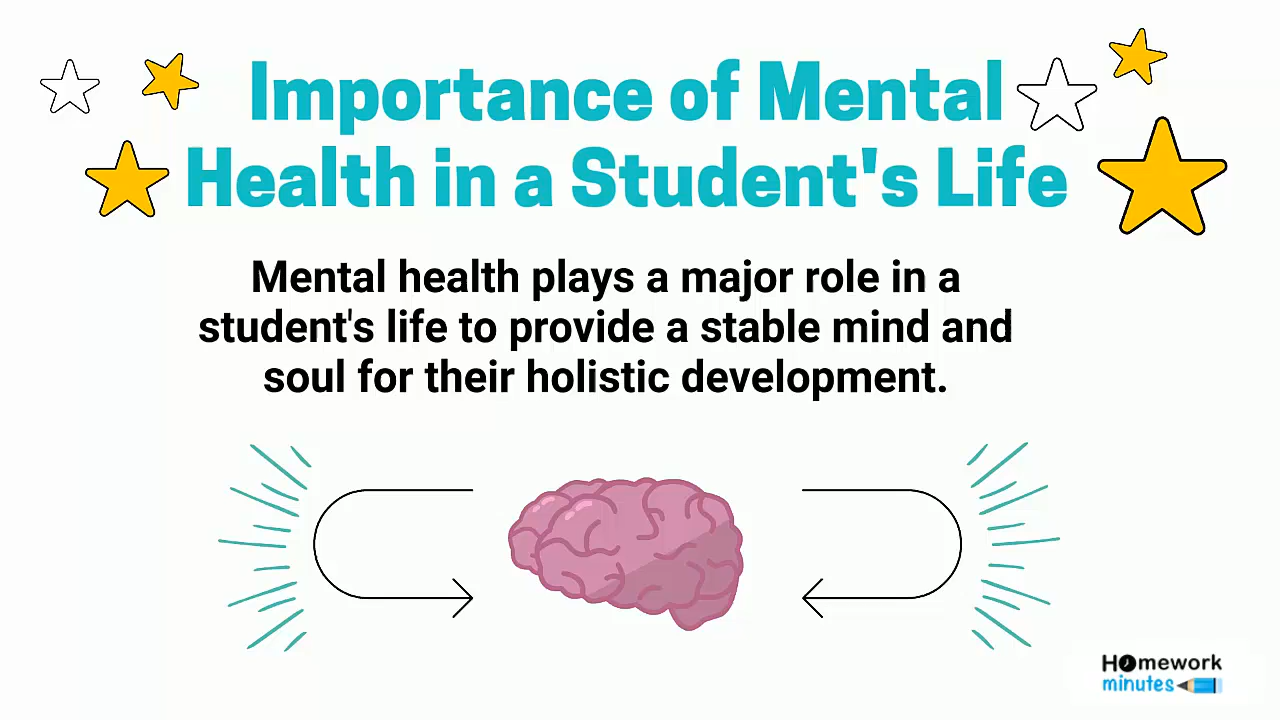 Importance of Mental
Health in a Student's Life
Mental health plays a major role in a
student's life to provide a stable mind and
soul for their holistic development.
Homework
minutes